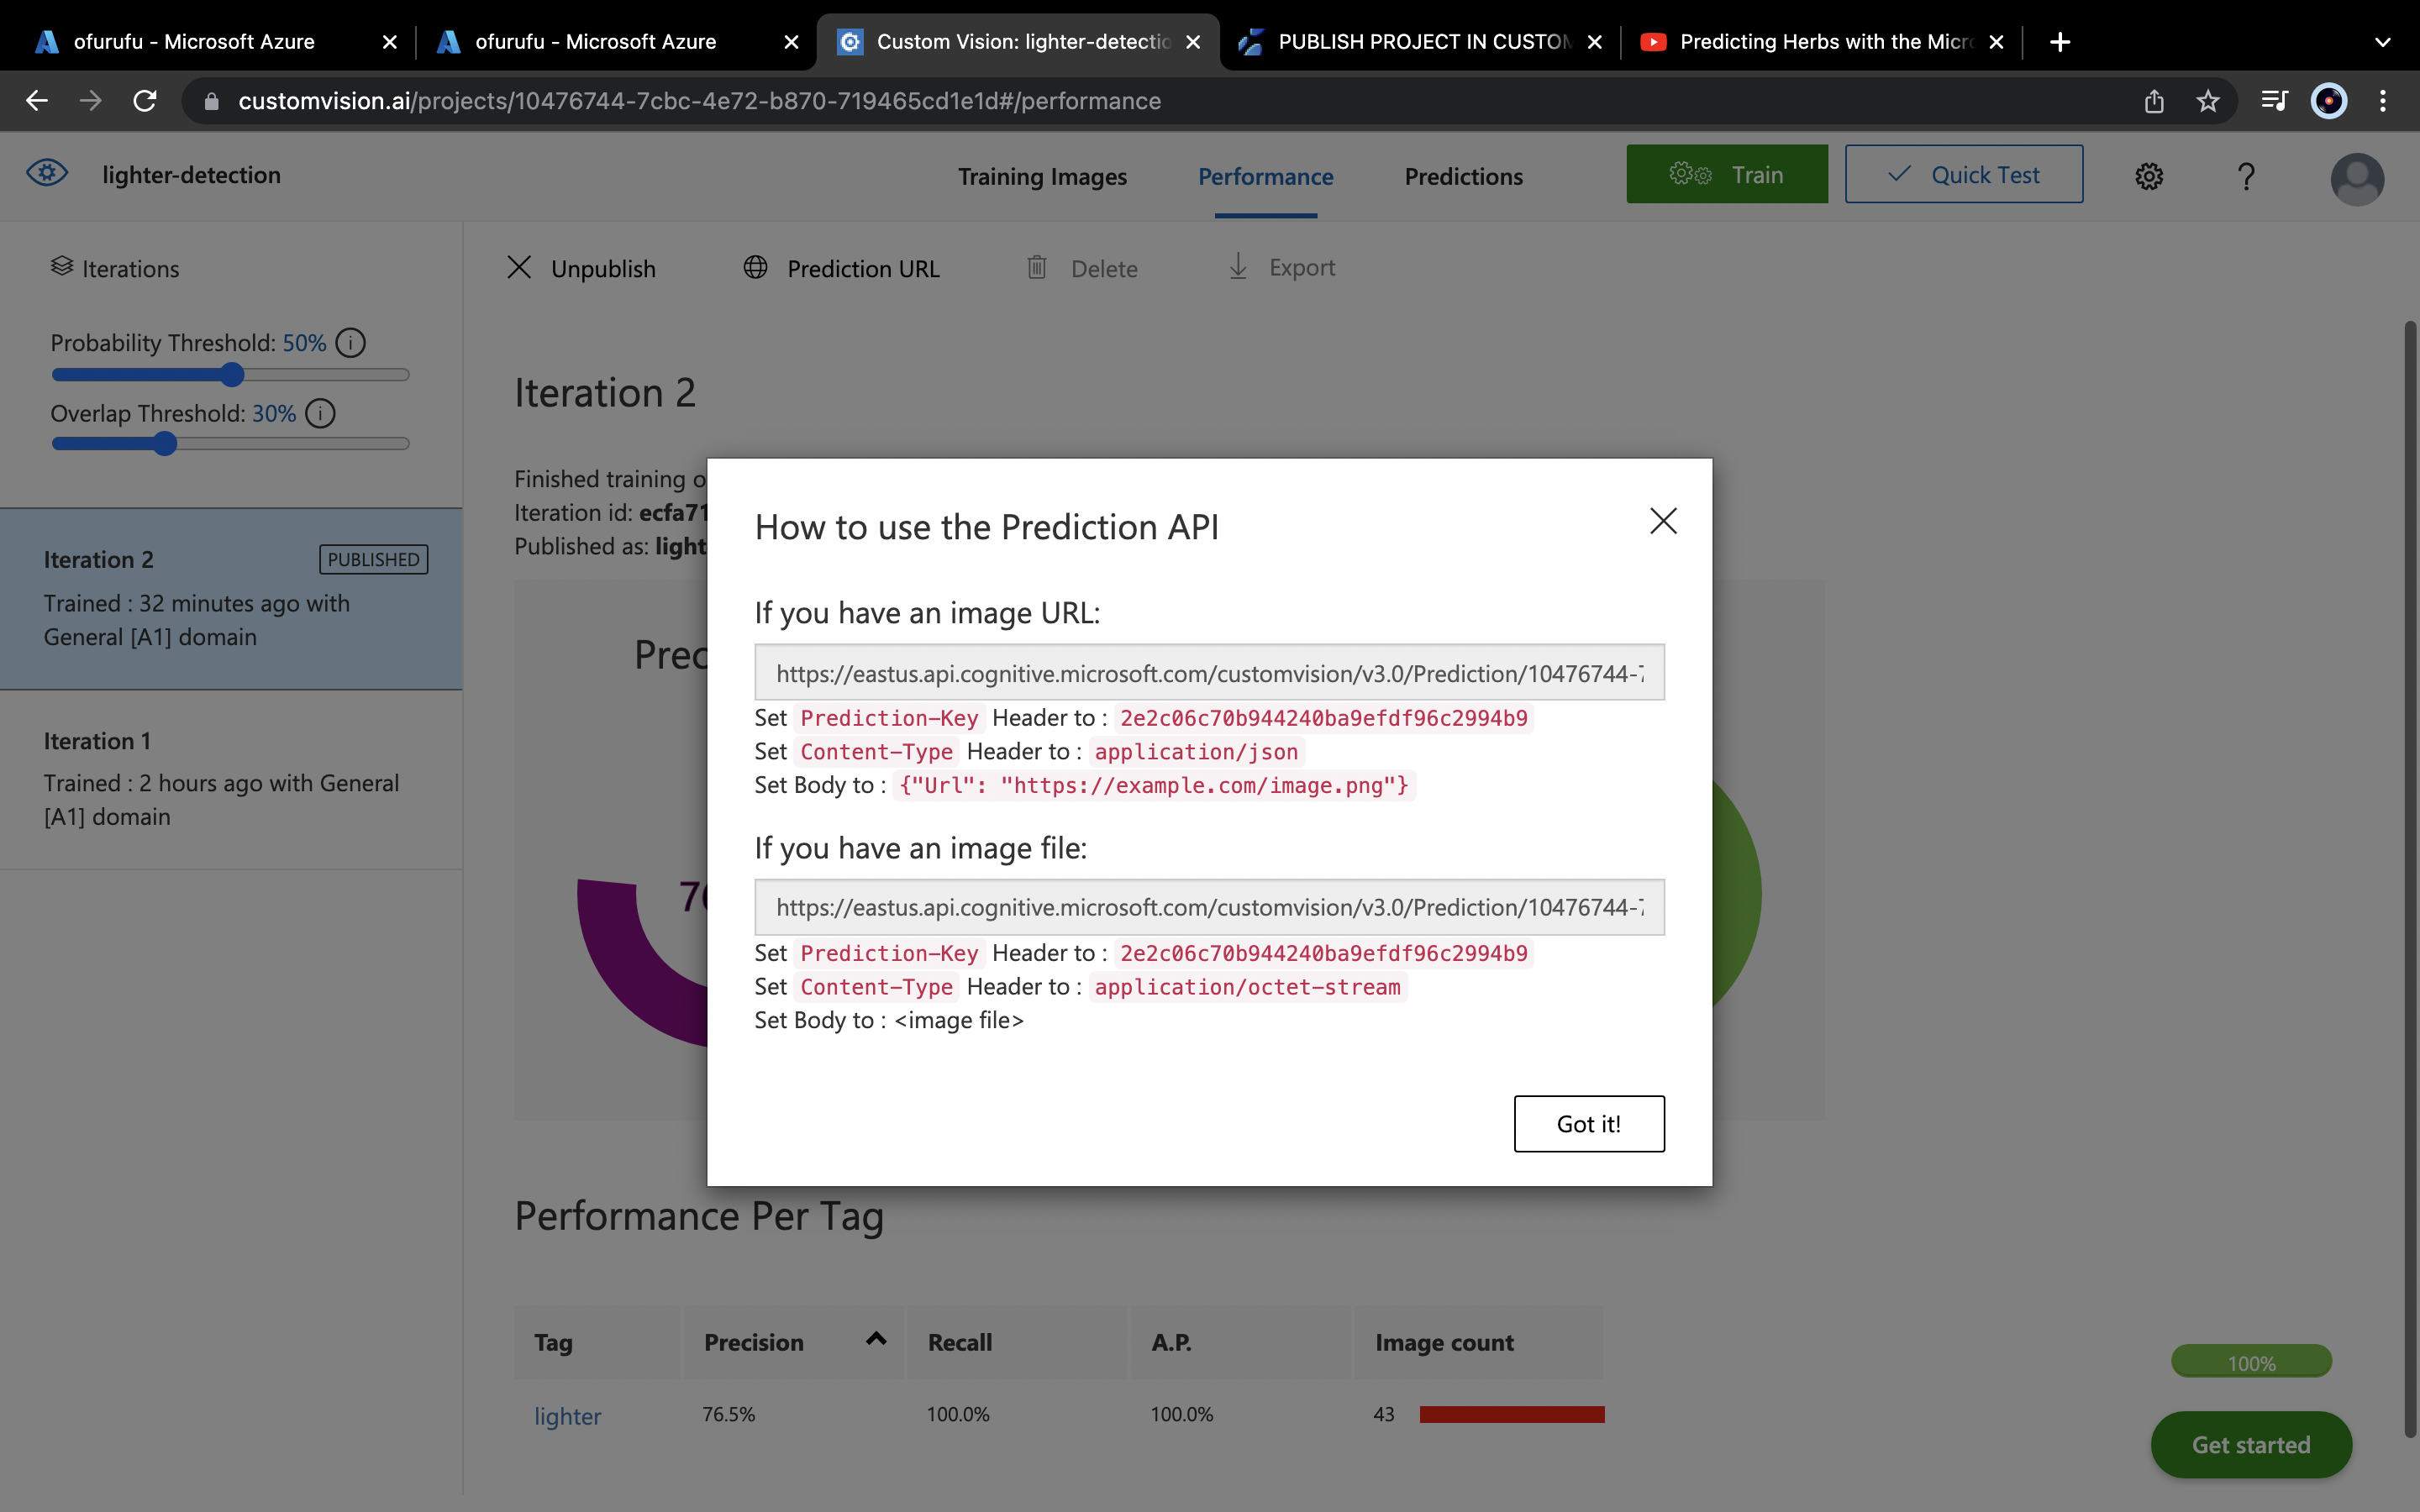 ofurufu - Microsoft Azure
ofurufu - Microsoft Azure
Custom Vision: lighter-detectio
PUBLISH PROJECT IN CUSTOM
Predicting Herbs with the Micr
customvision.ai/projects/10476744-7cbc-4e72-b870-719465cd1e1d#/performance
lighter-detection
Training Images
Performance
Predictions
Train
Quick Test
?
Iterations
Unpublish
Prediction URL
Delete
Export
Probability Threshold: 50% i
Overlap Threshold: 30% i
Iteration 2
PUBLISHED
Trained : 32 minutes ago with
General [A1] domain
Iteration 1
Trained : 2 hours ago with General
[A1] domain
Iteration 2
Finished training o
Iteration id: ecfa71
Published as: light
Prec
76
How to use the Prediction API
If you have an image URL:
https://eastus.api.cognitive.microsoft.com/customvision/v3.0/Prediction/10476744-7
Set Prediction-Key Header to : 2e2c06c70b944240ba9efdf96c2994b9
Set Content-Type Header to : application/json
Set Body to : {"Url": "https://example.com/image.png"}
If you have an image file:
https://eastus.api.cognitive.microsoft.com/customvision/v3.0/Prediction/10476744-7
Set Prediction-Key Header to : 2e2c06c70b944240ba9efdf96c2994b9
Set Content-Type Header to : application/octet-stream
Set Body to : <image file>
Got it!
Performance Per Tag
Tag Precision Recall A.P. Image count
lighter 76.5% 100.0% 100.0% 43
100%
Get started